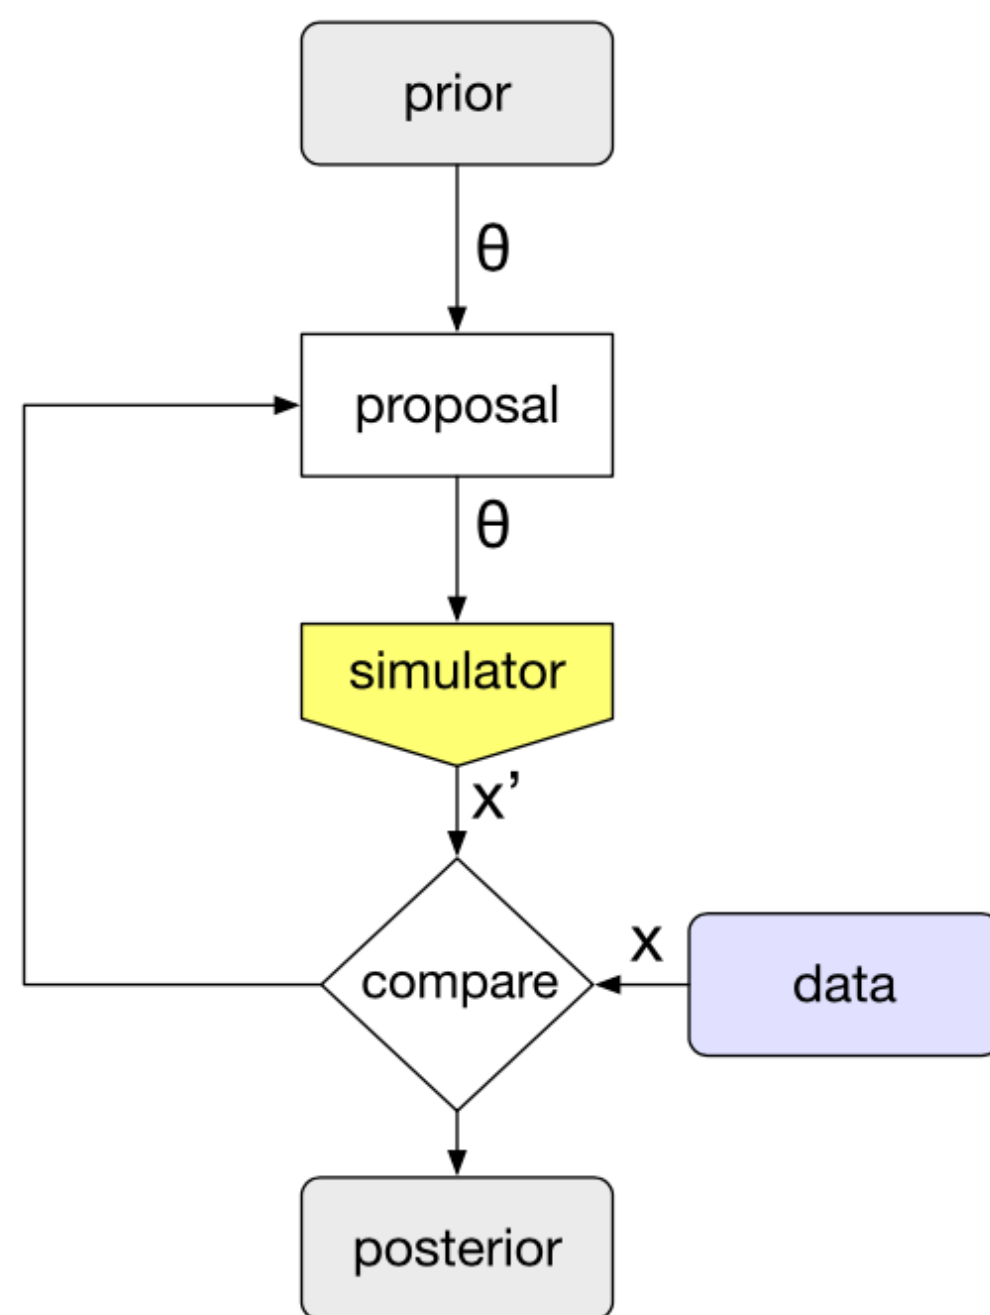 prior
θ
proposal
θ
simulator
x’
compare
x
data
posterior